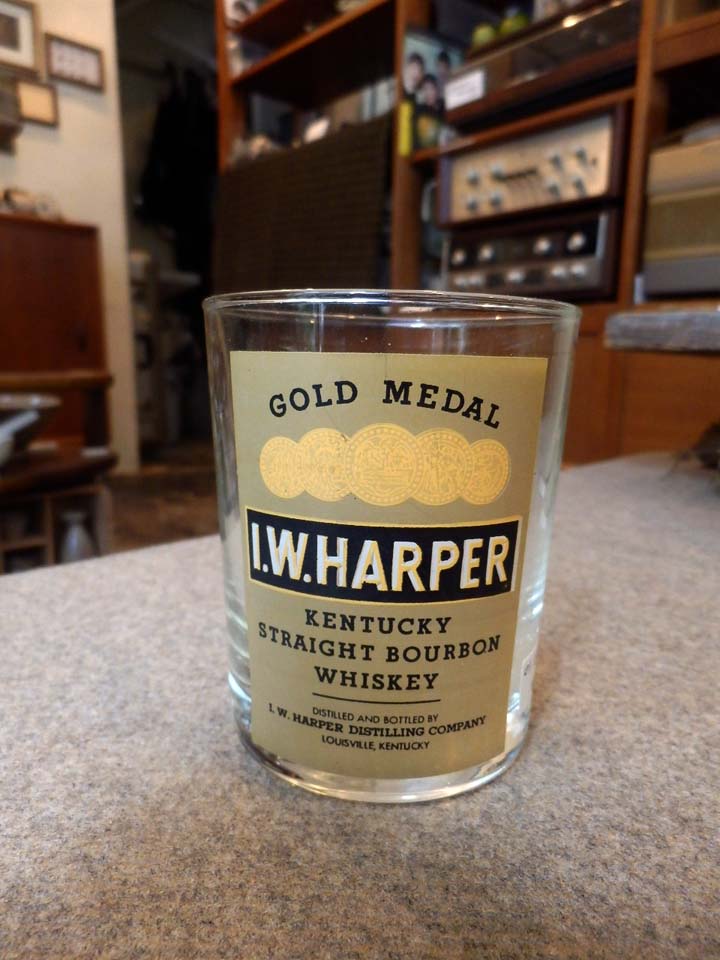 GOLD MEDAL
I.W.HARPER
KENTUCKY
STRAIGHT BOURBON
WHISKEY
DISTILLED AND BOTTLED BY
I. W. HARPER DISTILLING COMPANY
LOUISVILLE, KENTUCKY